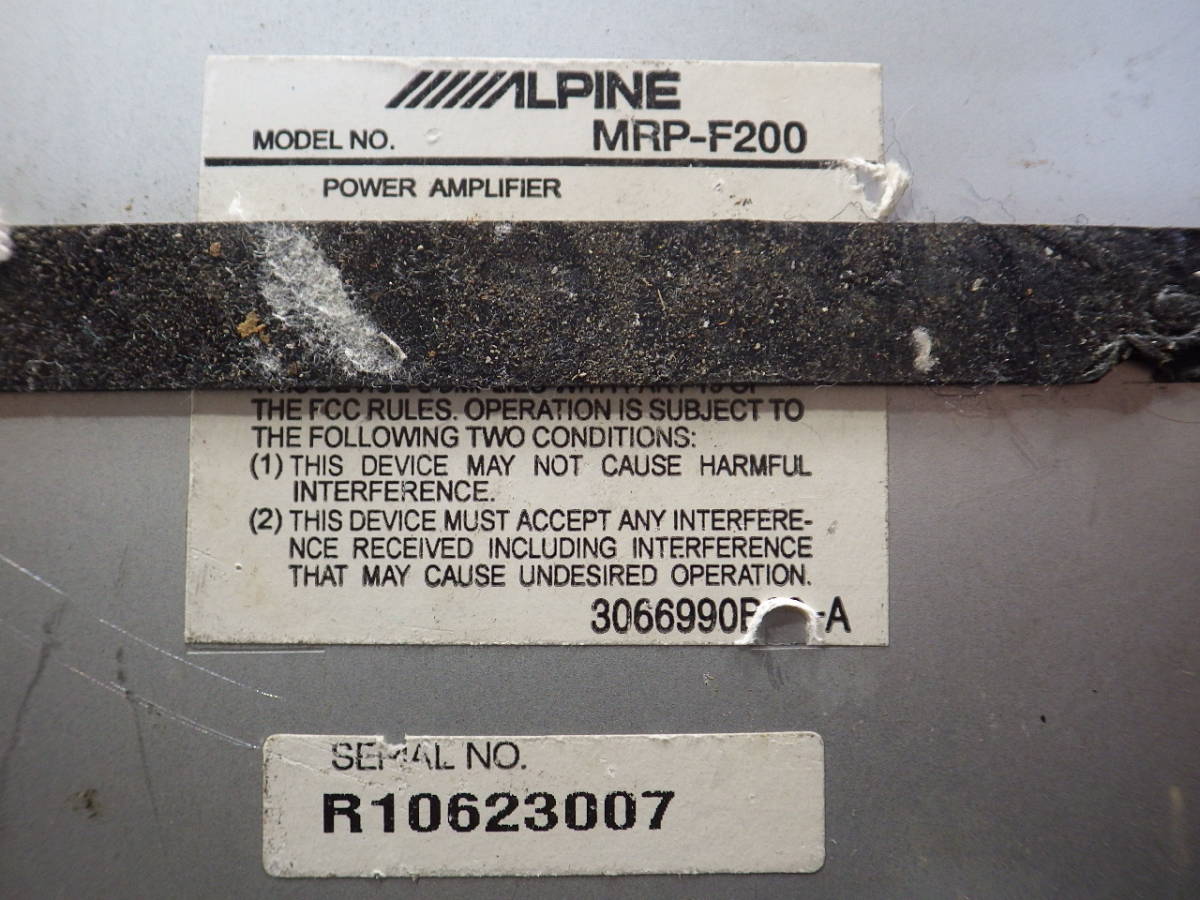 ALPINE
MODEL NO. MRP-F200
POWER AMPLIFIER
THE FCC RULES. OPERATION IS SUBJECT TO
THE FOLLOWING TWO CONDITIONS:
(1) THIS DEVICE MAY NOT CAUSE HARMFUL
INTERFERENCE.
(2) THIS DEVICE MUST ACCEPT ANY INTERFERE-
NCE RECEIVED INCLUDING INTERFERENCE
THAT MAY CAUSE UNDESIRED OPERATION.
SERIAL NO.
R10623007